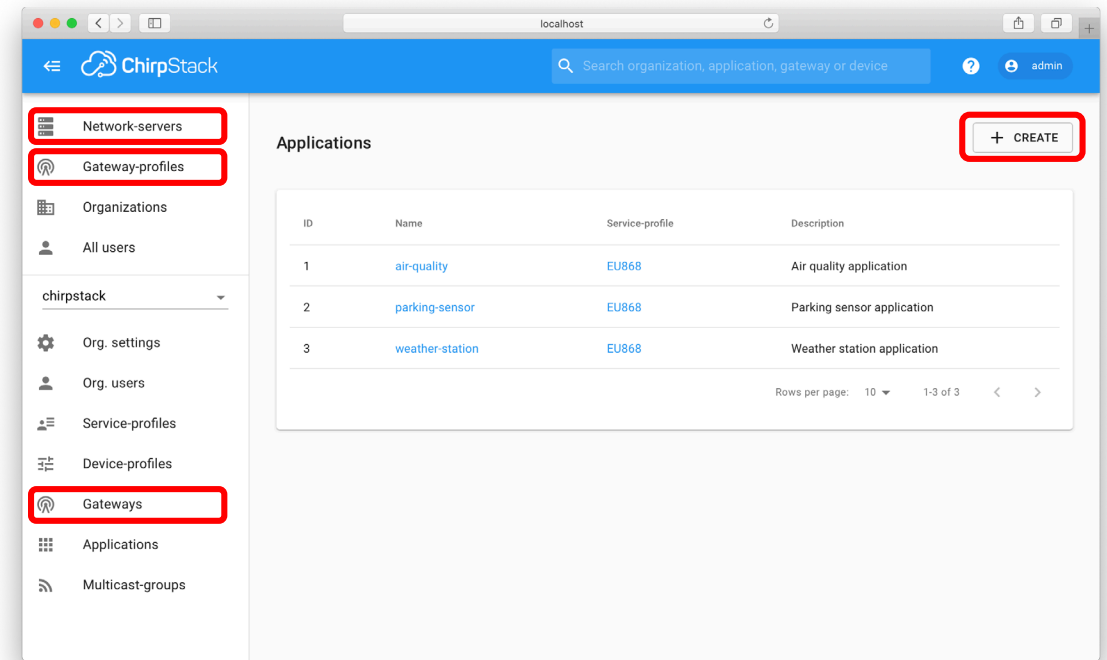 localhost
ChirpStack
Search organization, application, gateway or device
? admin
Network-servers
Gateway-profiles
Organizations
All users
chirpstack
Org. settings
Org. users
Service-profiles
Device-profiles
Gateways
Applications
Multicast-groups
Applications
+ CREATE
ID Name Service-profile Description
1 air-quality EU868 Air quality application
2 parking-sensor EU868 Parking sensor application
3 weather-station EU868 Weather station application
Rows per page: 10 1-3 of 3